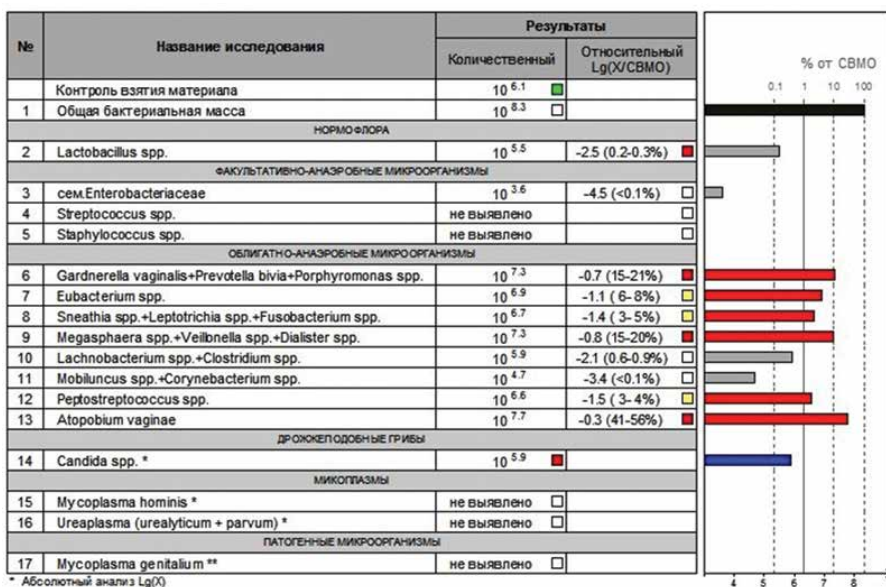 № Название исследования Результаты
Количественный Относительный Lg(X/СВМО)
% от СВМО
0.1 1 10 100
Контроль взятия материала 10 6.1
1 Общая бактериальная масса 10 8.3
НОРМОФЛОРА
2 Lactobacillus spp. 10 5.5 -2.5 (0.2-0.3%)
ФАКУЛЬТАТИВНО-АНАЭРОБНЫЕ МИКРООРГАНИЗМЫ
3 сем.Enterobacteriaceae 10 3.6 -4.5 (<0.1%)
4 Streptococcus spp. не выявлено
5 Staphylococcus spp. не выявлено
ОБЛИГАТНО-АНАЭРОБНЫЕ МИКРООРГАНИЗМЫ
6 Gardnerella vaginalis+Prevotella bivia+Porphyromonas spp. 10 7.3 -0.7 (15-21%)
7 Eubacterium spp. 10 6.9 -1.1 ( 6- 8%)
8 Sneathia spp.+Leptotrichia spp.+Fusobacterium spp. 10 6.7 -1.4 ( 3- 5%)
9 Megasphaera spp.+Veillonella spp.+Dialister spp. 10 7.3 -0.8 (15-20%)
10 Lachnobacterium spp.+Clostridium spp. 10 5.9 -2.1 (0.6-0.9%)
11 Mobiluncus spp.+Corynebacterium spp. 10 4.7 -3.4 (<0.1%)
12 Peptostreptococcus spp. 10 6.6 -1.5 ( 3- 4%)
13 Atopobium vaginae 10 7.7 -0.3 (41-56%)
ДРОЖЖЕПОДОБНЫЕ ГРИБЫ
14 Candida spp. * 10 5.9
МИКОПЛАЗМЫ
15 Mycoplasma hominis * не выявлено
16 Ureaplasma (urealyticum + parvum) * не выявлено
ПАТОГЕННЫЕ МИКРООРГАНИЗМЫ
17 Mycoplasma genitalium ** не выявлено
* Абсолютный анализ Lg(X)
4 5 6 7 8